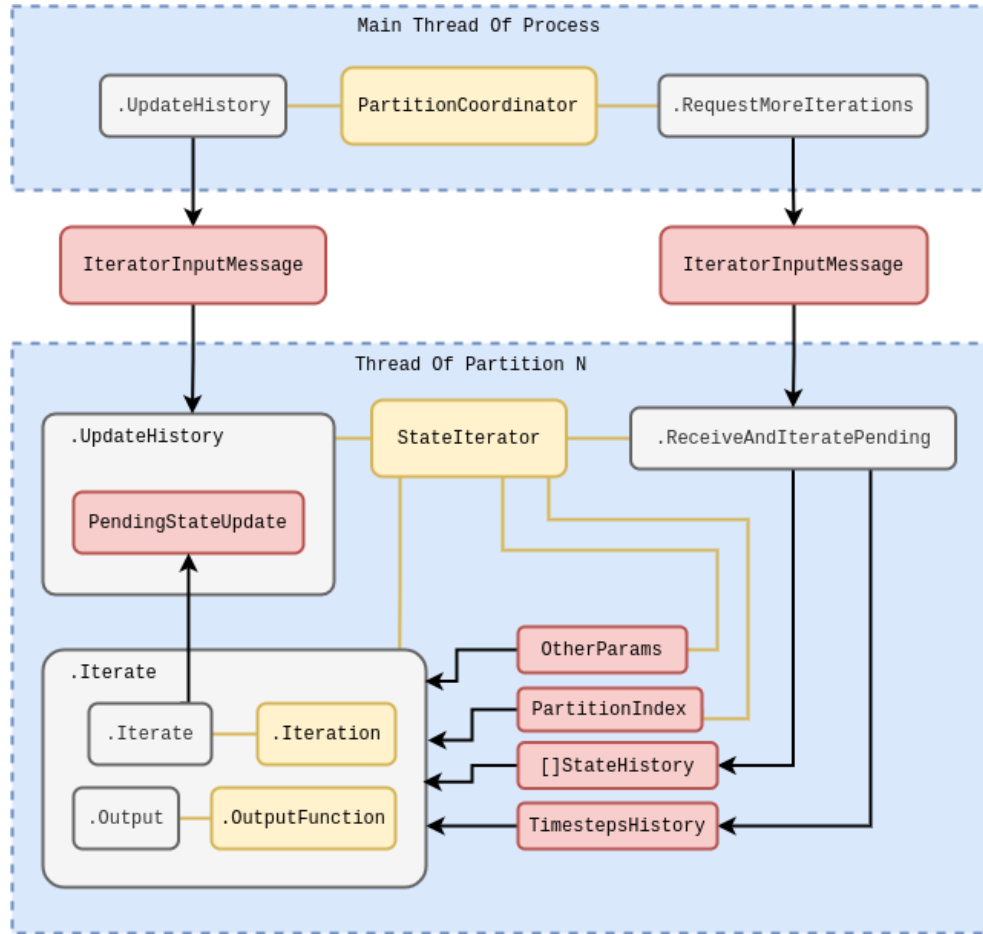 Main Thread Of Process
.UpdateHistory
PartitionCoordinator
.RequestMoreIterations
IteratorInputMessage
IteratorInputMessage
Thread Of Partition N
.UpdateHistory
StateIterator
.ReceiveAndIteratePending
PendingStateUpdate
OtherParams
.Iterate
PartitionIndex
.Iterate
.Iteration
[]StateHistory
.Output
.OutputFunction
TimestepsHistory